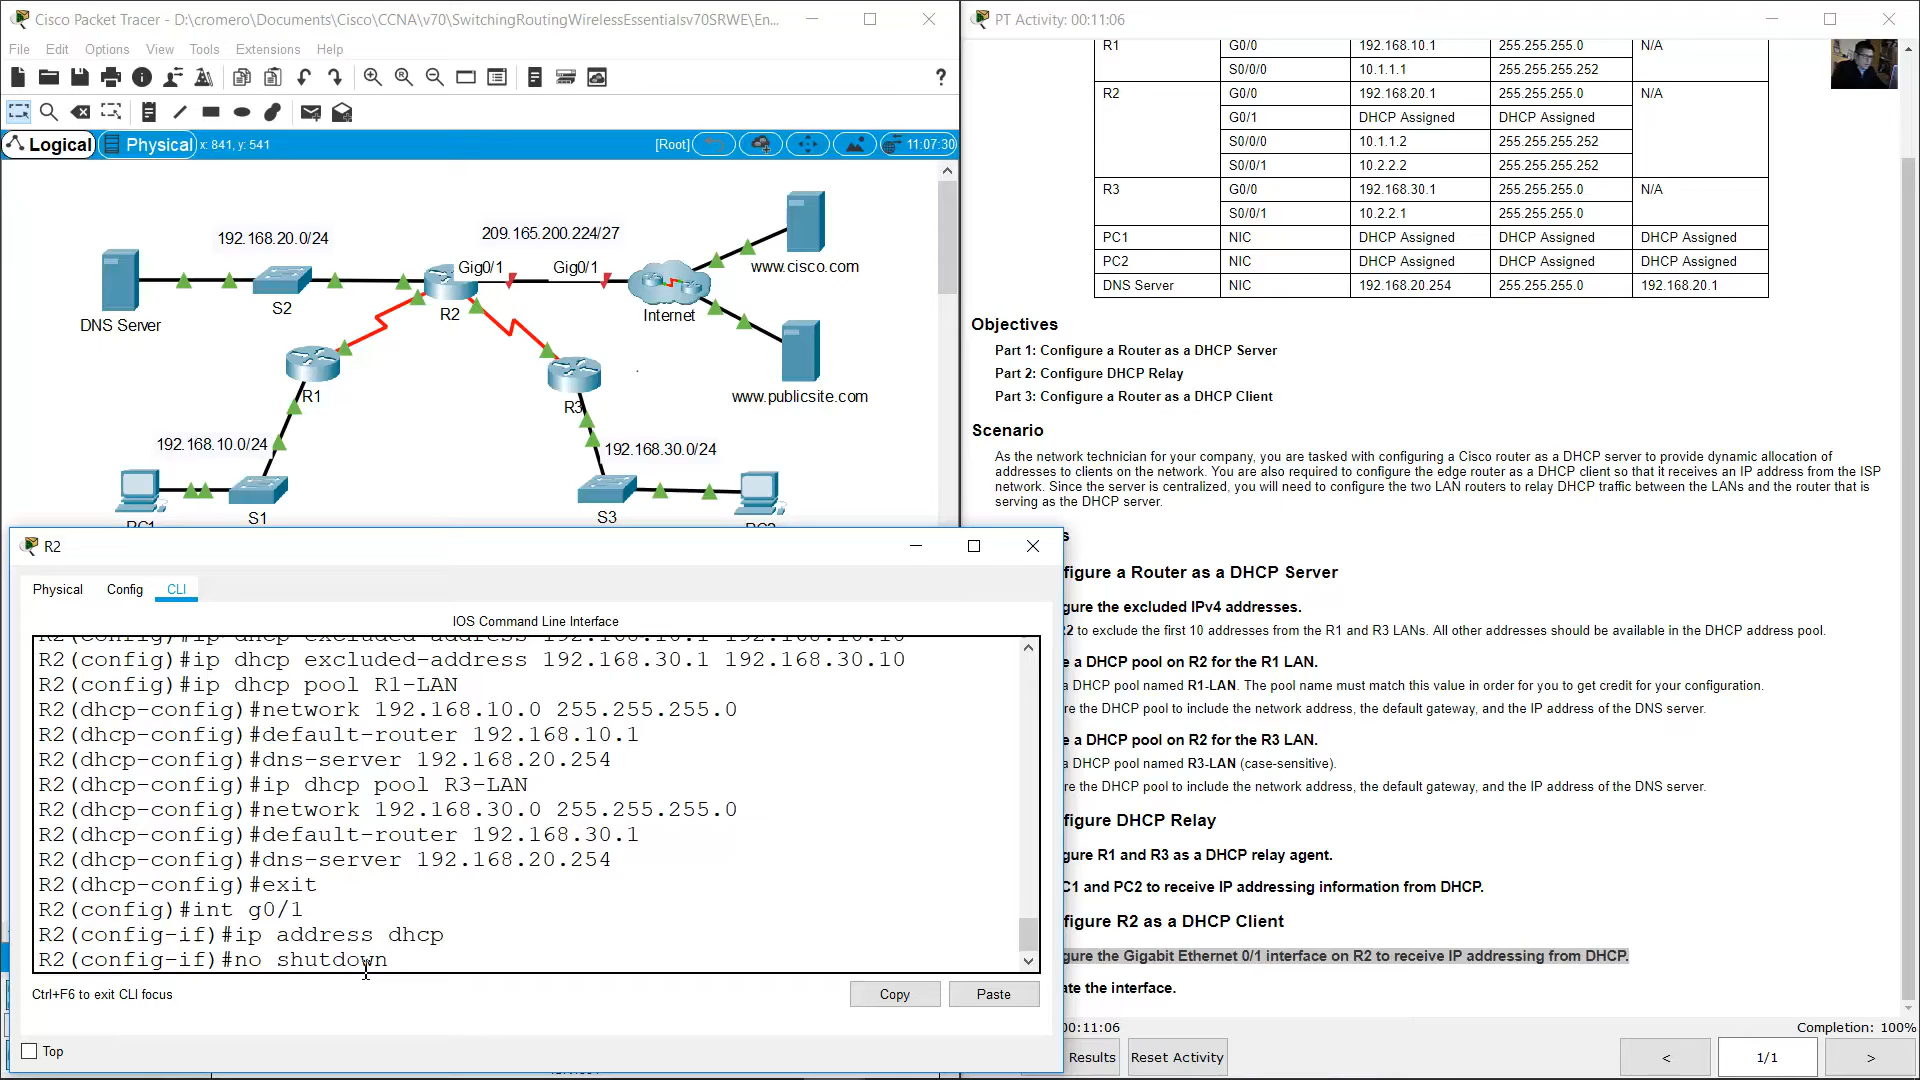 Cisco Packet Tracer - D:\cromero\Documents\Cisco\CCNA\v70\SwitchingRoutingWirelessEssentialsv70SRWE\En...
File Edit Options View Tools Extensions Help
?
Logical Physical x: 841, y: 541 [Root] 11:07:30
192.168.20.0/24
209.165.200.224/27
Gig0/1 Gig0/1
www.cisco.com
DNS Server
S2
R2
Internet
R1
R3
www.publicsite.com
192.168.10.0/24
192.168.30.0/24
S1
S3
R2
Physical Config CLI
IOS Command Line Interface
R2(config)#ip dhcp excluded-address 192.168.10.1 192.168.10.10
R2(config)#ip dhcp excluded-address 192.168.30.1 192.168.30.10
R2(config)#ip dhcp pool R1-LAN
R2(dhcp-config)#network 192.168.10.0 255.255.255.0
R2(dhcp-config)#default-router 192.168.10.1
R2(dhcp-config)#dns-server 192.168.20.254
R2(dhcp-config)#ip dhcp pool R3-LAN
R2(dhcp-config)#network 192.168.30.0 255.255.255.0
R2(dhcp-config)#default-router 192.168.30.1
R2(dhcp-config)#dns-server 192.168.20.254
R2(dhcp-config)#exit
R2(config)#int g0/1
R2(config-if)#ip address dhcp
R2(config-if)#no shutdown
Ctrl+F6 to exit CLI focus
Copy Paste
Top
PT Activity: 00:11:06
R1 G0/0 192.168.10.1 255.255.255.0 N/A
S0/0/0 10.1.1.1 255.255.255.252
R2 G0/0 192.168.20.1 255.255.255.0 N/A
G0/1 DHCP Assigned DHCP Assigned
S0/0/0 10.1.1.2 255.255.255.252
S0/0/1 10.2.2.2 255.255.255.252
R3 G0/0 192.168.30.1 255.255.255.0 N/A
S0/0/1 10.2.2.1 255.255.255.0
PC1 NIC DHCP Assigned DHCP Assigned DHCP Assigned
PC2 NIC DHCP Assigned DHCP Assigned DHCP Assigned
DNS Server NIC 192.168.20.254 255.255.255.0 192.168.20.1
Objectives
Part 1: Configure a Router as a DHCP Server
Part 2: Configure DHCP Relay
Part 3: Configure a Router as a DHCP Client
Scenario
As the network technician for your company, you are tasked with configuring a Cisco router as a DHCP server to provide dynamic allocation of
addresses to clients on the network. You are also required to configure the edge router as a DHCP client so that it receives an IP address from the ISP
network. Since the server is centralized, you will need to configure the two LAN routers to relay DHCP traffic between the LANs and the router that is
serving as the DHCP server.
s
figure a Router as a DHCP Server
gure the excluded IPv4 addresses.
2 to exclude the first 10 addresses from the R1 and R3 LANs. All other addresses should be available in the DHCP address pool.
e a DHCP pool on R2 for the R1 LAN.
a DHCP pool named R1-LAN. The pool name must match this value in order for you to get credit for your configuration.
re the DHCP pool to include the network address, the default gateway, and the IP address of the DNS server.
e a DHCP pool on R2 for the R3 LAN.
a DHCP pool named R3-LAN (case-sensitive).
re the DHCP pool to include the network address, the default gateway, and the IP address of the DNS server.
figure DHCP Relay
gure R1 and R3 as a DHCP relay agent.
C1 and PC2 to receive IP addressing information from DHCP.
figure R2 as a DHCP Client
gure the Gigabit Ethernet 0/1 interface on R2 to receive IP addressing from DHCP.
ate the interface.
00:11:06 Completion: 100%
Results Reset Activity < 1/1 >